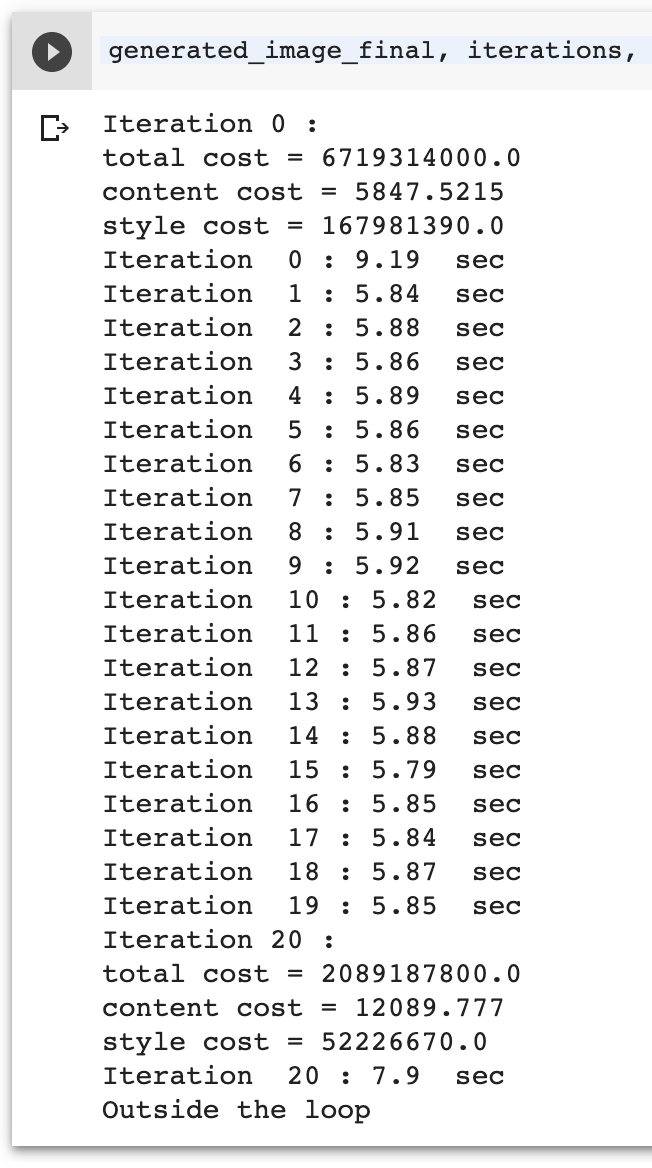 generated_image_final, iterations,
Iteration 0 :
total cost = 6719314000.0
content cost = 5847.5215
style cost = 167981390.0
Iteration  0 : 9.19  sec
Iteration  1 : 5.84  sec
Iteration  2 : 5.88  sec
Iteration  3 : 5.86  sec
Iteration  4 : 5.89  sec
Iteration  5 : 5.86  sec
Iteration  6 : 5.83  sec
Iteration  7 : 5.85  sec
Iteration  8 : 5.91  sec
Iteration  9 : 5.92  sec
Iteration  10 : 5.82  sec
Iteration  11 : 5.86  sec
Iteration  12 : 5.87  sec
Iteration  13 : 5.93  sec
Iteration  14 : 5.88  sec
Iteration  15 : 5.79  sec
Iteration  16 : 5.85  sec
Iteration  17 : 5.84  sec
Iteration  18 : 5.87  sec
Iteration  19 : 5.85  sec
Iteration 20 :
total cost = 2089187800.0
content cost = 12089.777
style cost = 52226670.0
Iteration  20 : 7.9  sec
Outside the loop